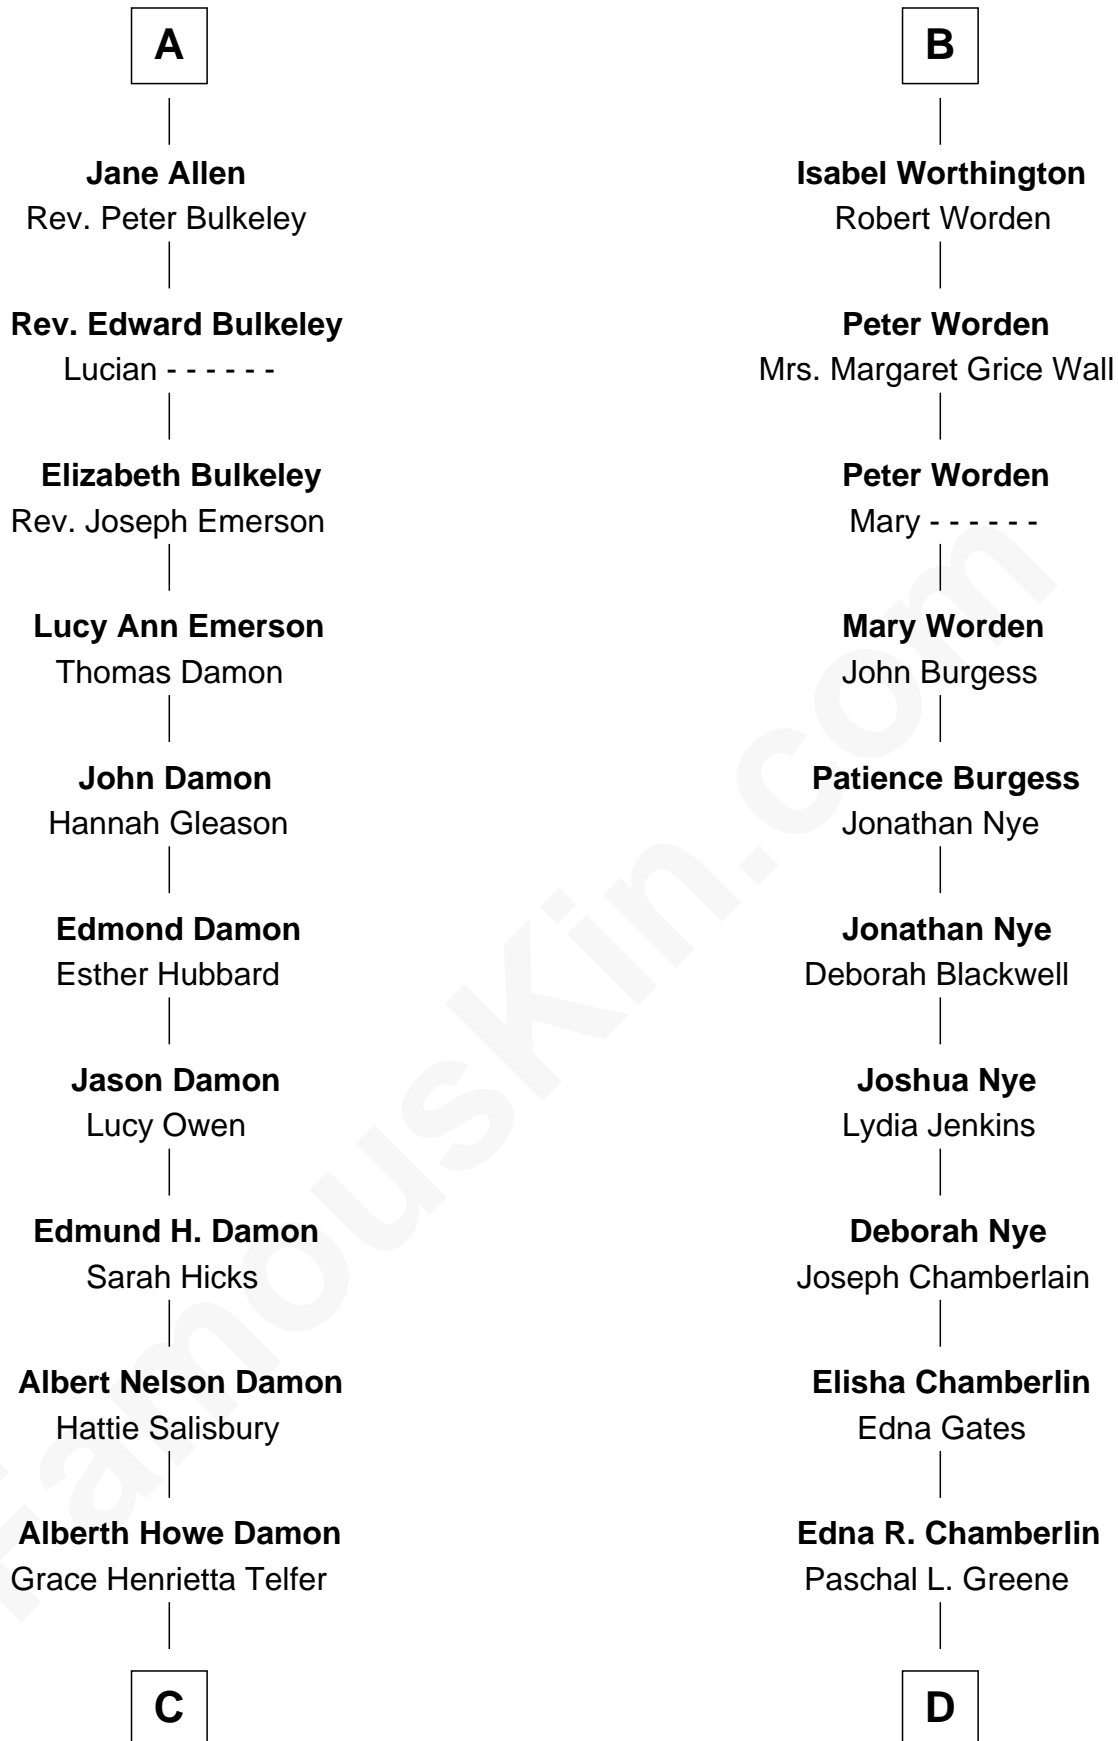 A
Jane Allen
Rev. Peter Bulkeley
Rev. Edward Bulkeley
Lucian - - - - - -
Elizabeth Bulkeley
Rev. Joseph Emerson
Lucy Ann Emerson
Thomas Damon
John Damon
Hannah Gleason
Edmond Damon
Esther Hubbard
Jason Damon
Lucy Owen
Edmund H. Damon
Sarah Hicks
Albert Nelson Damon
Hattie Salisbury
Alberth Howe Damon
Grace Henrietta Telfer
C
B
Isabel Worthington
Robert Worden
Peter Worden
Mrs. Margaret Grice Wall
Peter Worden
Mary - - - - - -
Mary Worden
John Burgess
Patience Burgess
Jonathan Nye
Jonathan Nye
Deborah Blackwell
Joshua Nye
Lydia Jenkins
Deborah Nye
Joseph Chamberlain
Elisha Chamberlin
Edna Gates
Edna R. Chamberlin
Paschal L. Greene
D
FamousKin.com